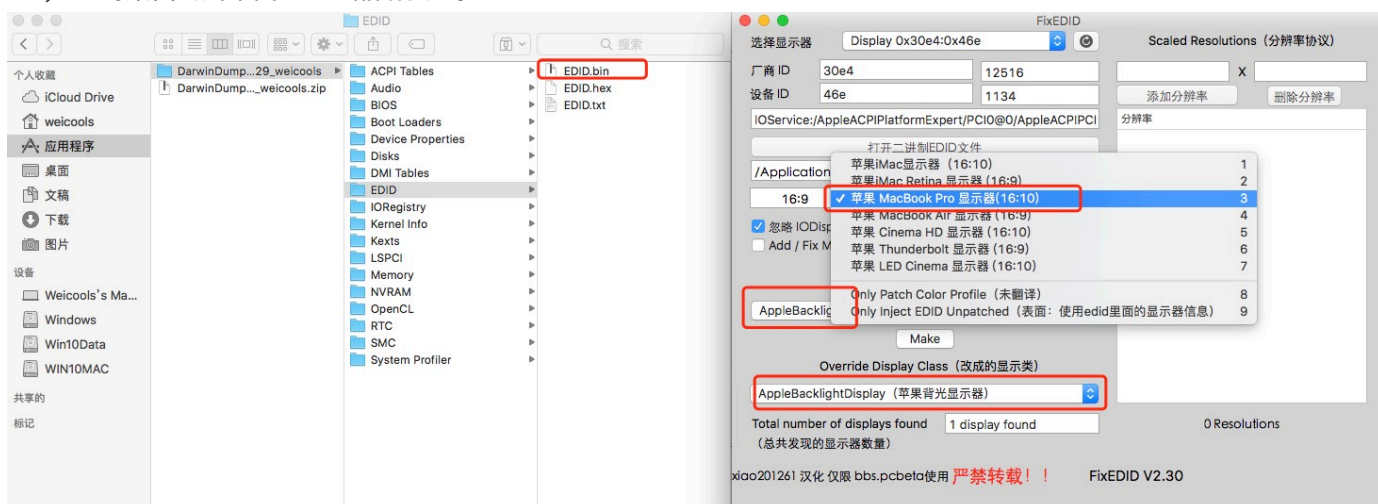 EDID
搜索
个人收藏
iCloud Drive
weicools
应用程序
桌面
文稿
下载
图片
设备
Weicools's Ma...
Windows
Win10Data
WIN10MAC
共享的
标记
DarwinDump...29_weicools
DarwinDump..._weicools.zip
ACPI Tables
Audio
BIOS
Boot Loaders
Device Properties
Disks
DMI Tables
EDID
IORegistry
Kernel Info
Kexts
LSPCI
Memory
NVRAM
OpenCL
RTC
SMC
System Profiler
EDID.bin
EDID.hex
EDID.txt
FixEDID
选择显示器
Display 0x30e4:0x46e
Scaled Resolutions（分辨率协议）
厂商 ID
30e4
12516
X
设备 ID
46e
1134
添加分辨率
删除分辨率
IOService:/AppleACPIPlatformExpert/PCI0@0/AppleACPIPCI
分辨率
打开二进制EDID文件
/Application
16:9
苹果iMac显示器（16:10） 1
苹果iMac Retina 显示器 (16:9) 2
✓ 苹果 MacBook Pro 显示器(16:10) 3
苹果 MacBook Air 显示器 (16:9) 4
苹果 Cinema HD 显示器 (16:10) 5
苹果 Thunderbolt 显示器 (16:9) 6
苹果 LED Cinema 显示器 (16:10) 7
Only Patch Color Profile（未翻译） 8
Only Inject EDID Unpatched（表面：使用edid里面的显示器信息） 9
忽略 IODisp
Add / Fix M
AppleBacklig
Make
Override Display Class（改成的显示类）
AppleBacklightDisplay（苹果背光显示器）
Total number of displays found
1 display found
0 Resolutions
（总共发现的显示器数量）
xiao201261 汉化 仅限 bbs.pcbeta使用 严禁转载！！
FixEDID V2.30